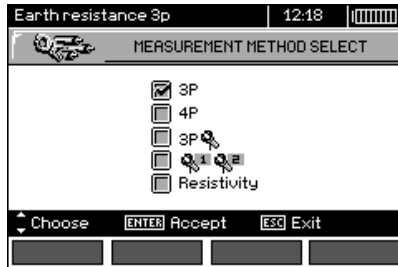 Earth resistance 3p 12:18
MEASUREMENT METHOD SELECT
3P
4P
3P
1 2
Resistivity
Choose ENTER Accept ESC Exit